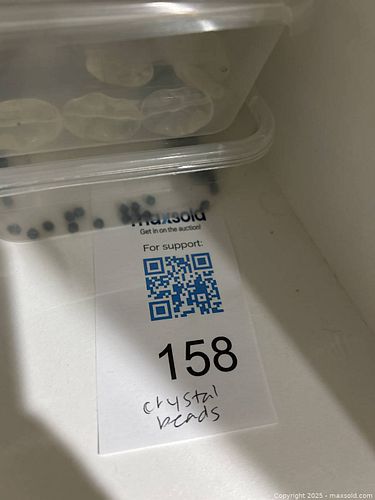 maxsold
Get in on the auction!
For support:
158
crystal
beads
Copyright © 2025 - maxsold.com